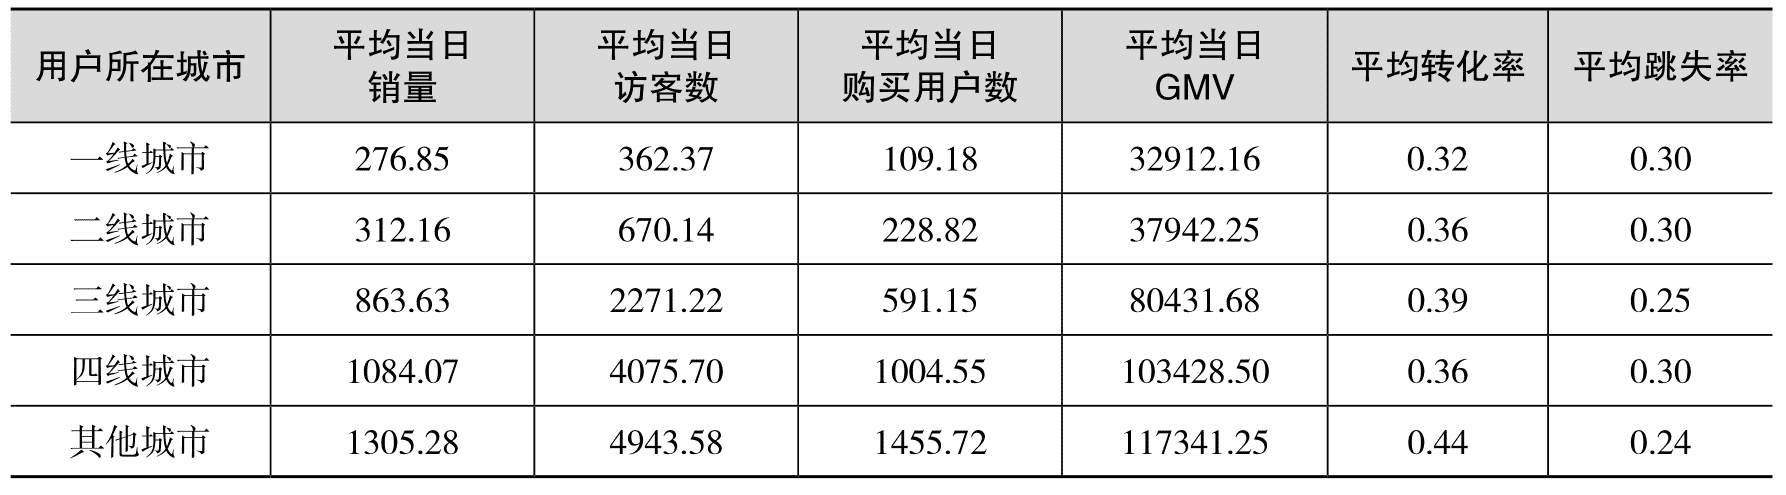 用户所在城市 平均当日销量 平均当日访客数 平均当日购买用户数 平均当日GMV 平均转化率 平均跳失率
一线城市 276.85 362.37 109.18 32912.16 0.32 0.30
二线城市 312.16 670.14 228.82 37942.25 0.36 0.30
三线城市 863.63 2271.22 591.15 80431.68 0.39 0.25
四线城市 1084.07 4075.70 1004.55 103428.50 0.36 0.30
其他城市 1305.28 4943.58 1455.72 117341.25 0.44 0.24